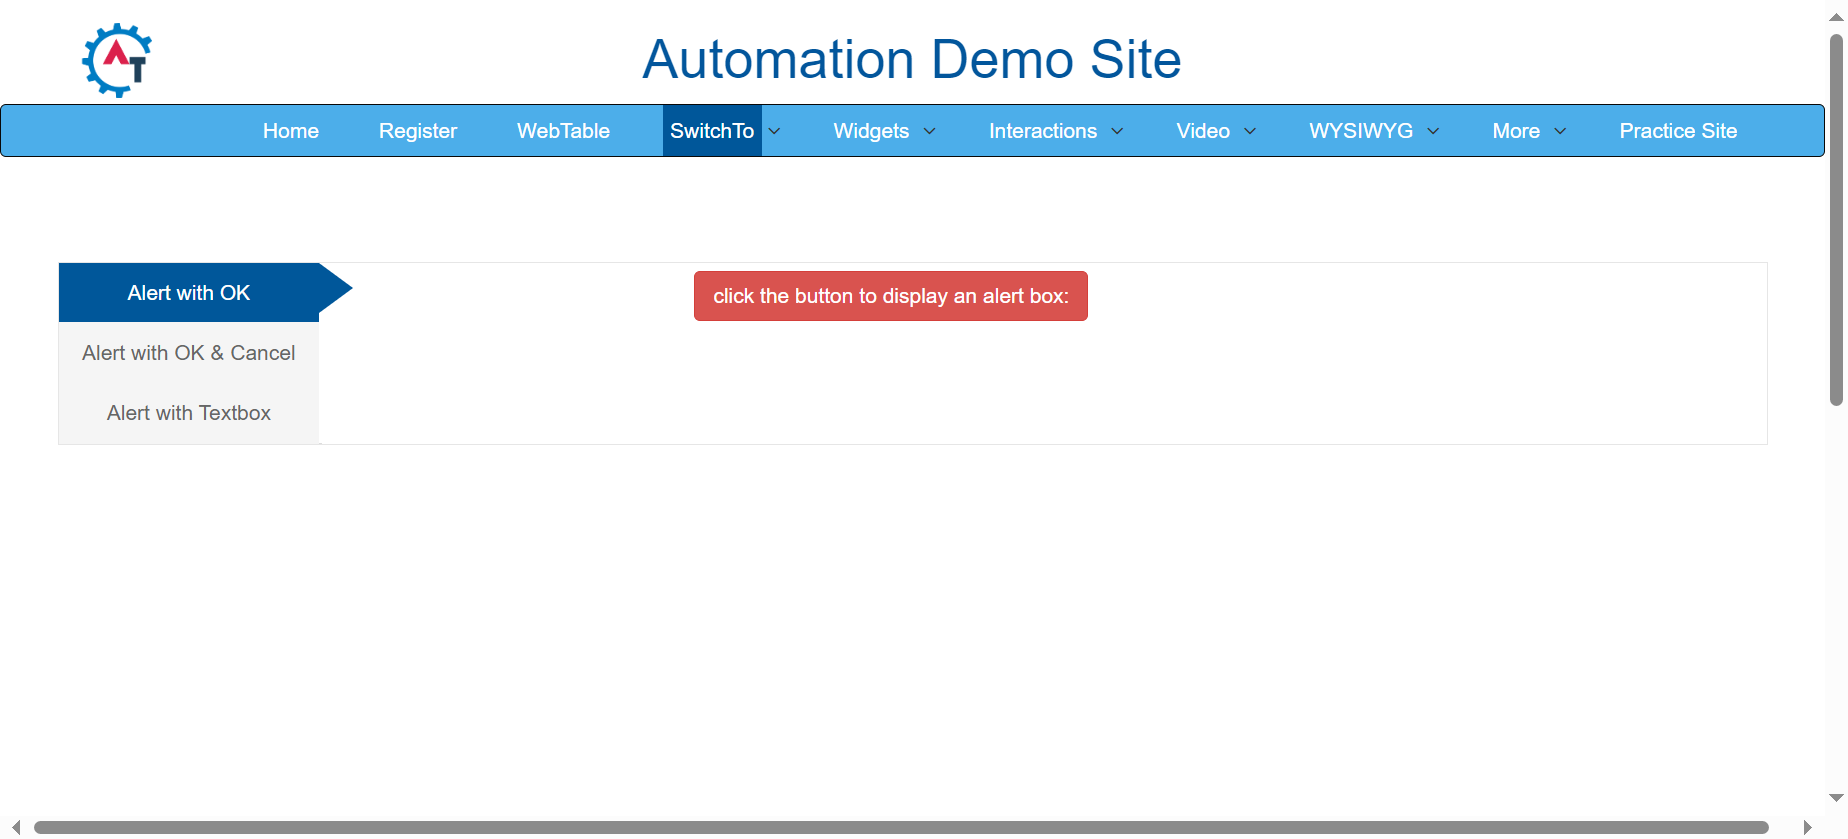 AT
Automation Demo Site
Home Register WebTable SwitchTo Widgets Interactions Video WYSIWYG More Practice Site
Alert with OK
click the button to display an alert box:
Alert with OK & Cancel
Alert with Textbox